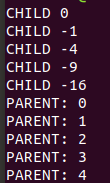 CHILD 0
CHILD -1
CHILD -4
CHILD -9
CHILD -16
PARENT: 0
PARENT: 1
PARENT: 2
PARENT: 3
PARENT: 4